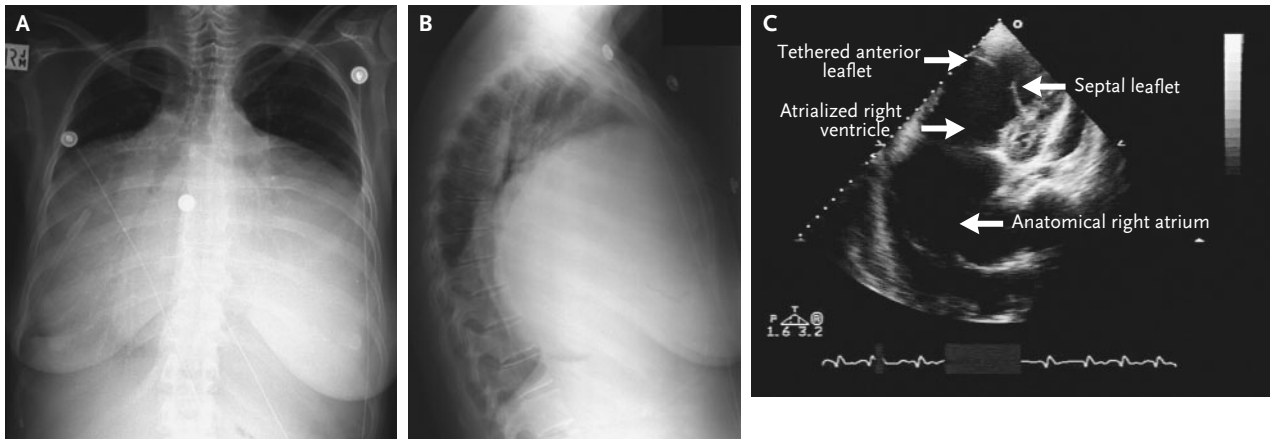 A
B
C
R
Tethered anterior
leaflet
Septal leaflet
Atrialized right
ventricle
Anatomical right atrium
P T R
1.6 3.2